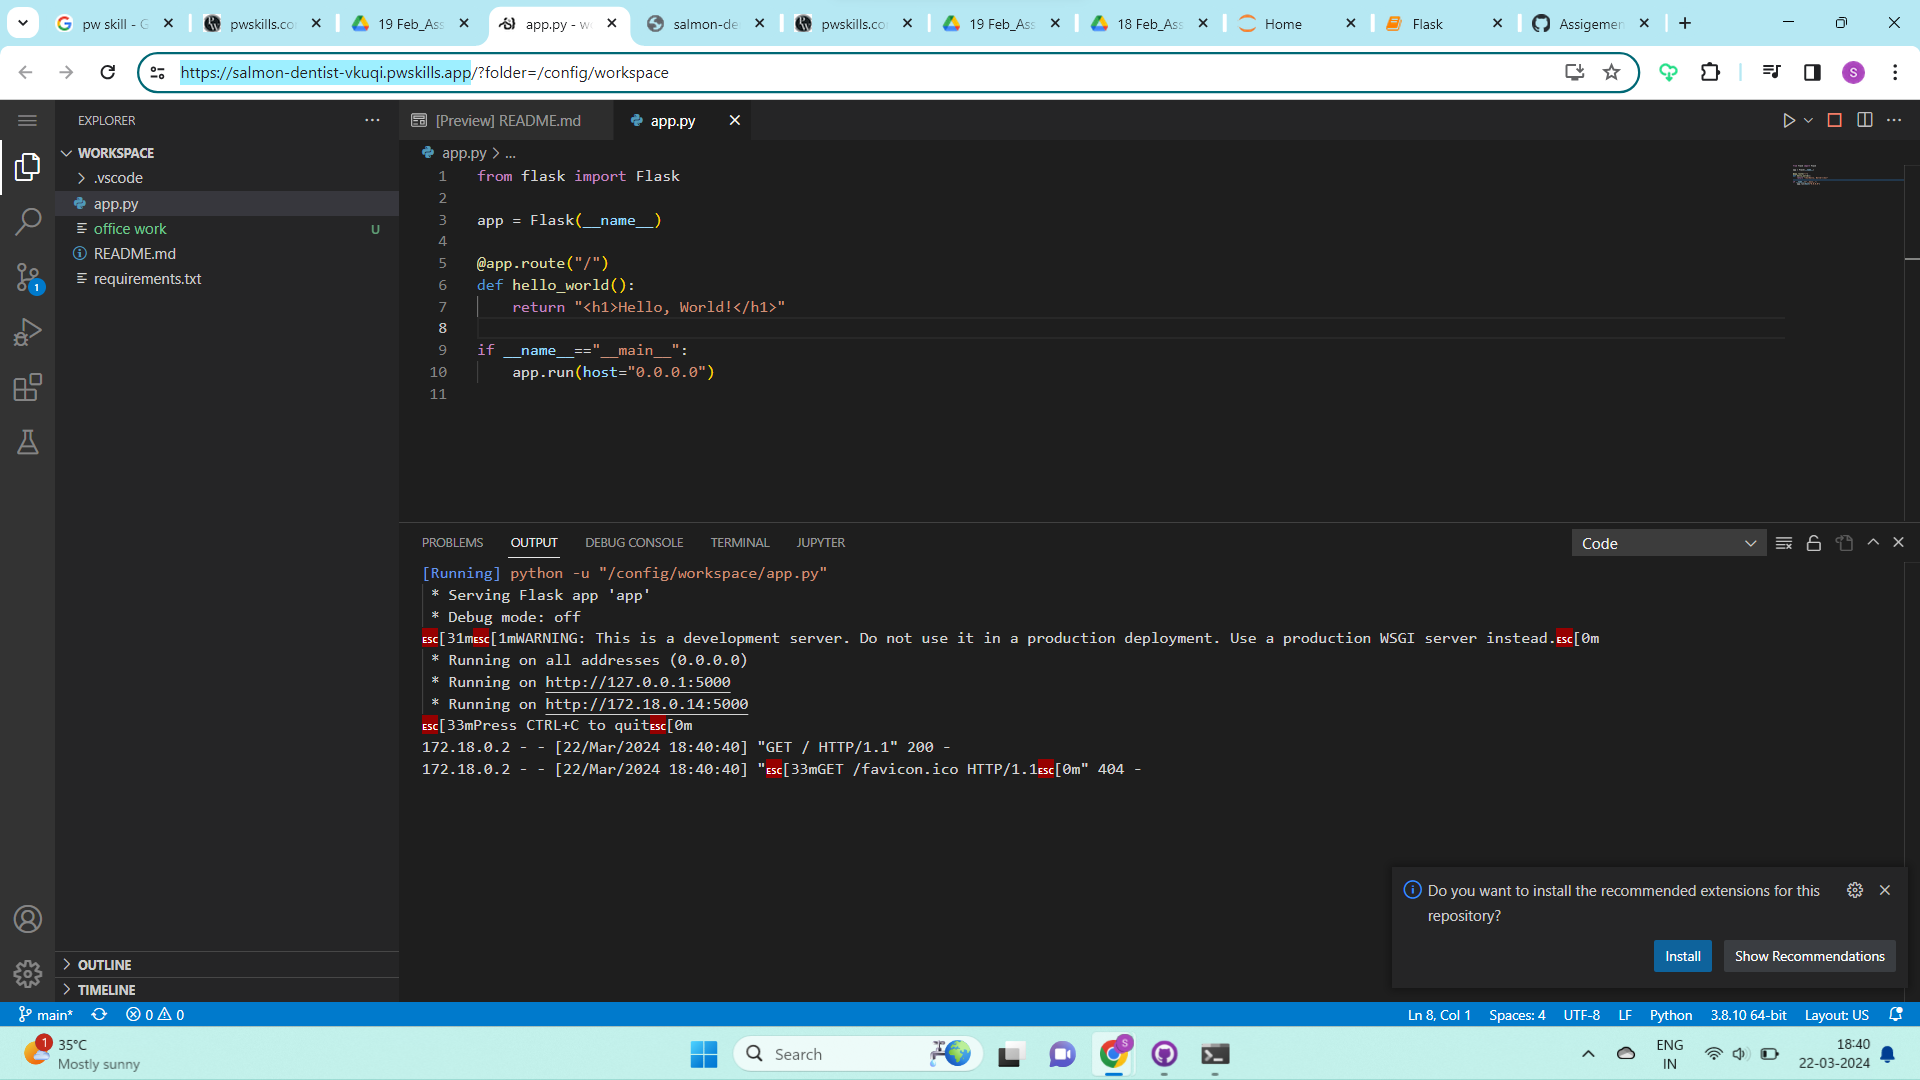 pw skill - G
pwskills.co
19 Feb_Ass
app.py - w
salmon-de
pwskills.co
19 Feb_Ass
18 Feb_Ass
Home
Flask
Assigemen
https://salmon-dentist-vkuqi.pwskills.app/?folder=/config/workspace
S
EXPLORER
WORKSPACE
.vscode
app.py
office work U
README.md
requirements.txt
1
OUTLINE
TIMELINE
[Preview] README.md
app.py
app.py > ...
1 from flask import Flask
2
3 app = Flask(__name__)
4
5 @app.route("/")
6 def hello_world():
7 return "<h1>Hello, World!</h1>"
8
9 if __name__=="__main__":
10 app.run(host="0.0.0.0")
11
PROBLEMS OUTPUT DEBUG CONSOLE TERMINAL JUPYTER
Code
[Running] python -u "/config/workspace/app.py"
* Serving Flask app 'app'
* Debug mode: off
ESC[31mESC[1mWARNING: This is a development server. Do not use it in a production deployment. Use a production WSGI server instead.ESC[0m
* Running on all addresses (0.0.0.0)
* Running on http://127.0.0.1:5000
* Running on http://172.18.0.14:5000
ESC[33mPress CTRL+C to quitESC[0m
172.18.0.2 - - [22/Mar/2024 18:40:40] "GET / HTTP/1.1" 200 -
172.18.0.2 - - [22/Mar/2024 18:40:40] "ESC[33mGET /favicon.ico HTTP/1.1ESC[0m" 404 -
Do you want to install the recommended extensions for this
repository?
Install
Show Recommendations
main* 0 0
Ln 8, Col 1 Spaces: 4 UTF-8 LF Python 3.8.10 64-bit Layout: US
1
35°C
Mostly sunny
Search
S
ENG
IN
18:40
22-03-2024